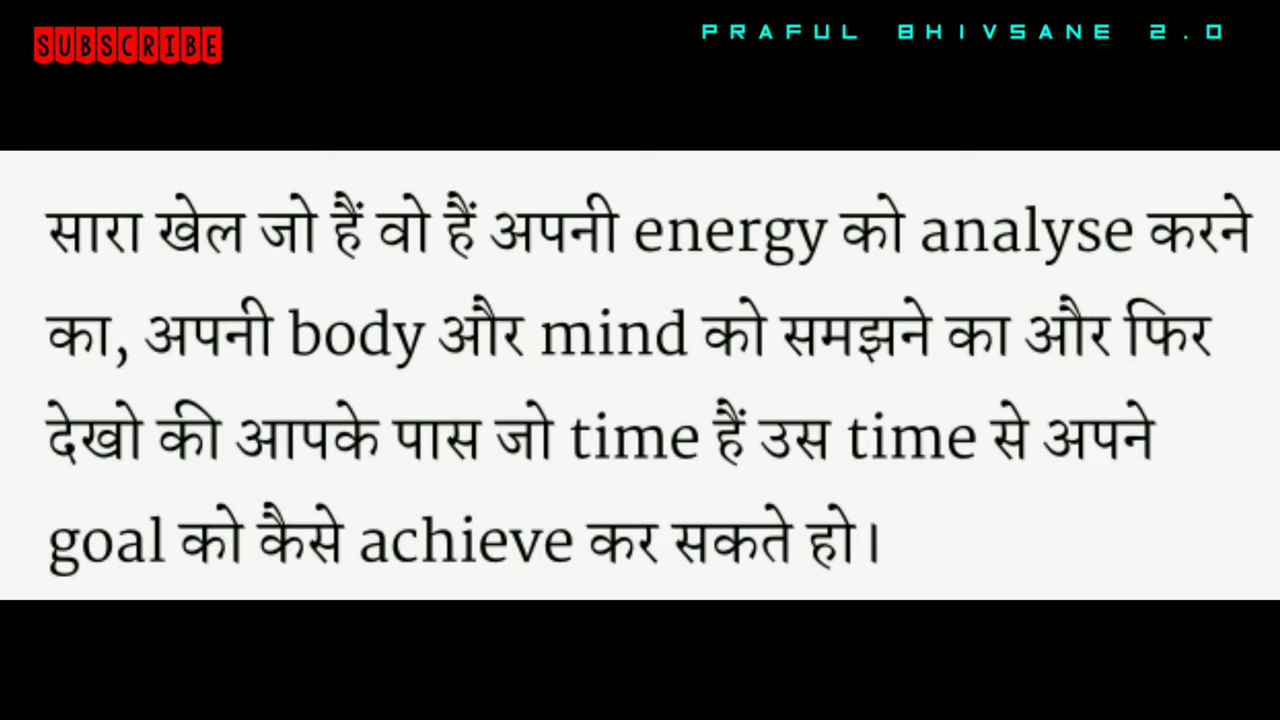 SUBSCRIBE
PRAFUL BHIVSANE 2.0
सारा खेल जो हैं वो हैं अपनी energy को analyse करने
का, अपनी body और mind को समझने का और फिर
देखो की आपके पास जो time हैं उस time से अपने
goal को कैसे achieve कर सकते हो।